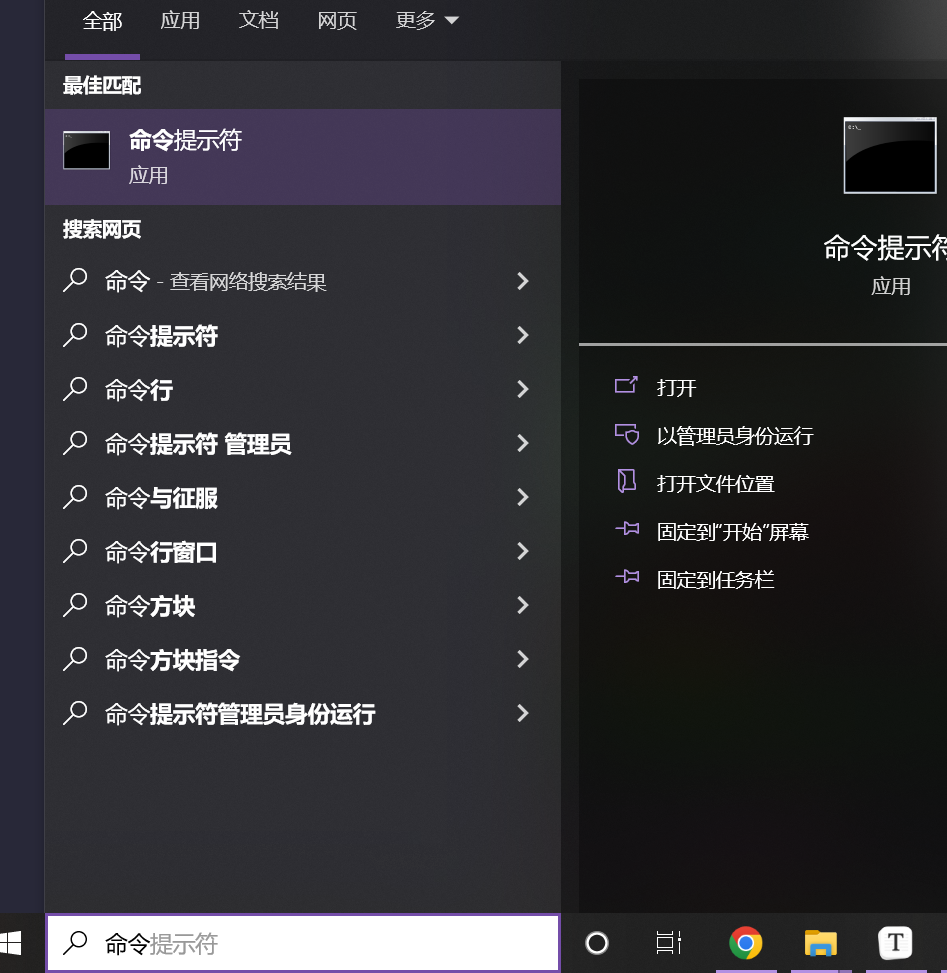 全部 应用 文档 网页 更多
最佳匹配
命令提示符
应用
搜索网页
命令 - 查看网络搜索结果
命令提示符
命令行
命令提示符 管理员
命令与征服
命令行窗口
命令方块
命令方块指令
命令提示符管理员身份运行
命令提示符
应用
打开
以管理员身份运行
打开文件位置
固定到"开始"屏幕
固定到任务栏
命令提示符
T